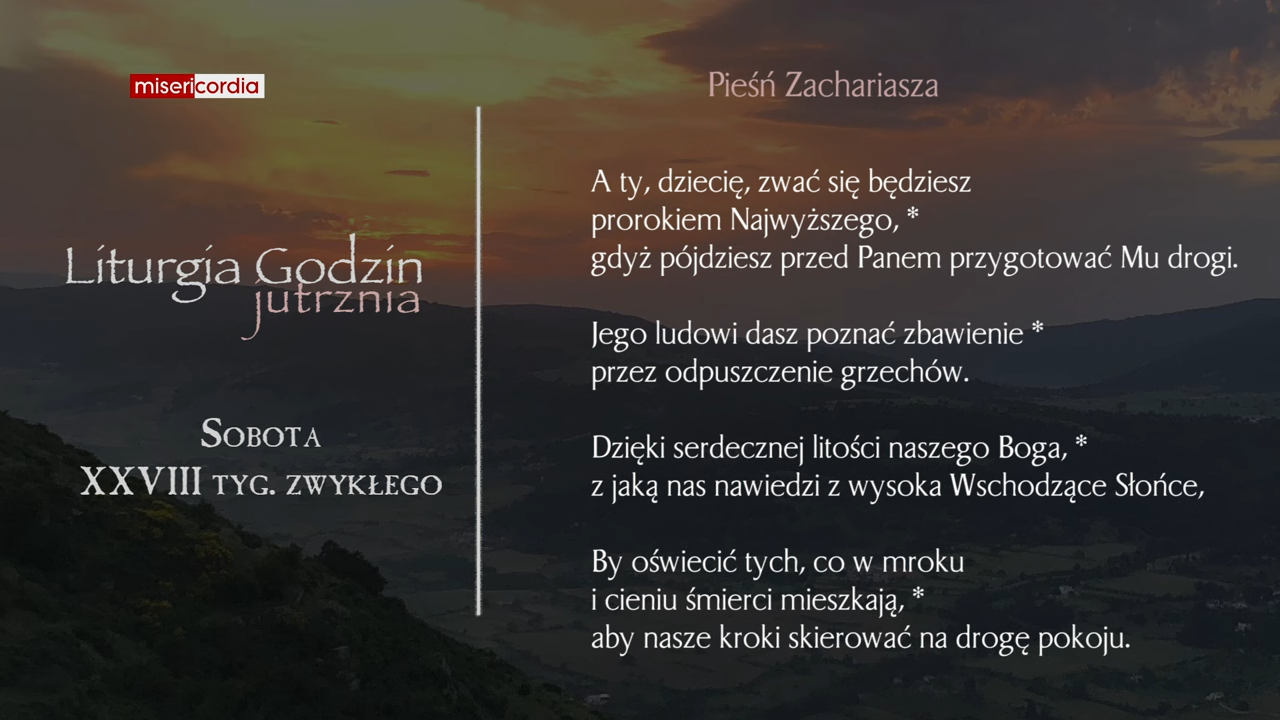 misericordia
Liturgia Godzin
jutrznia
Sobota
XXVIII tyg. zwykłego
Pieśń Zachariasza
A ty, dziecię, zwać się będziesz
prorokiem Najwyższego, *
gdyż pójdziesz przed Panem przygotować Mu drogi.
Jego ludowi dasz poznać zbawienie *
przez odpuszczenie grzechów.
Dzięki serdecznej litości naszego Boga, *
z jaką nas nawiedzi z wysoka Wschodzące Słońce,
By oświecić tych, co w mroku
i cieniu śmierci mieszkają, *
aby nasze kroki skierować na drogę pokoju.